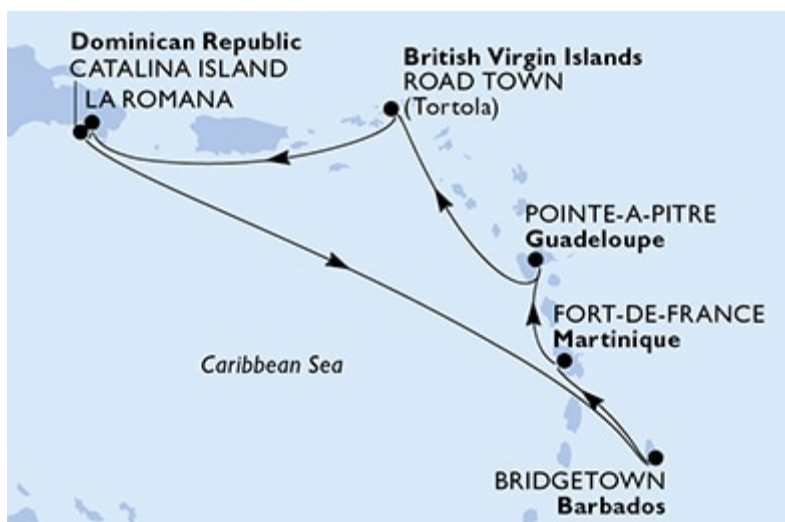 Dominican Republic
CATALINA ISLAND
LA ROMANA
British Virgin Islands
ROAD TOWN
(Tortola)
POINTE-A-PITRE
Guadeloupe
FORT-DE-FRANCE
Martinique
Caribbean Sea
BRIDGETOWN
Barbados